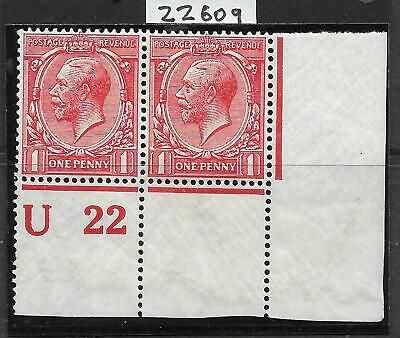 22609
POSTAGE REVENUE POSTAGE REVENUE
1 ONE PENNY 1 1 ONE PENNY 1
U 22